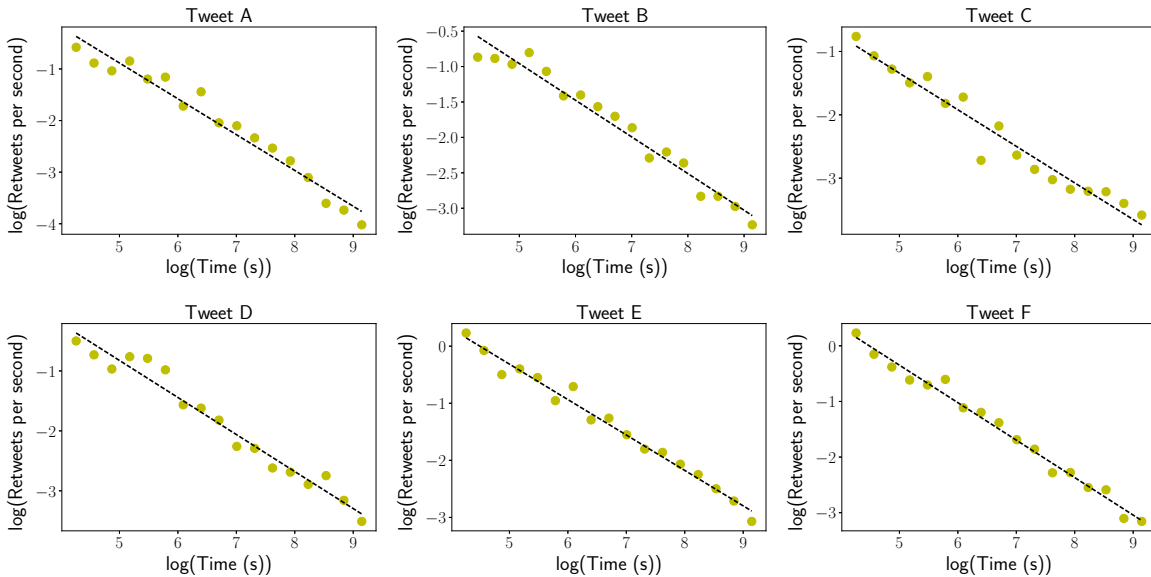 Tweet A
log(Retweets per second)
−1
−2
−3
−4
5 6 7 8 9
log(Time (s))
Tweet B
log(Retweets per second)
−0.5
−1.0
−1.5
−2.0
−2.5
−3.0
5 6 7 8 9
log(Time (s))
Tweet C
log(Retweets per second)
−1
−2
−3
5 6 7 8 9
log(Time (s))
Tweet D
log(Retweets per second)
−1
−2
−3
5 6 7 8 9
log(Time (s))
Tweet E
log(Retweets per second)
0
−1
−2
−3
5 6 7 8 9
log(Time (s))
Tweet F
log(Retweets per second)
0
−1
−2
−3
5 6 7 8 9
log(Time (s))